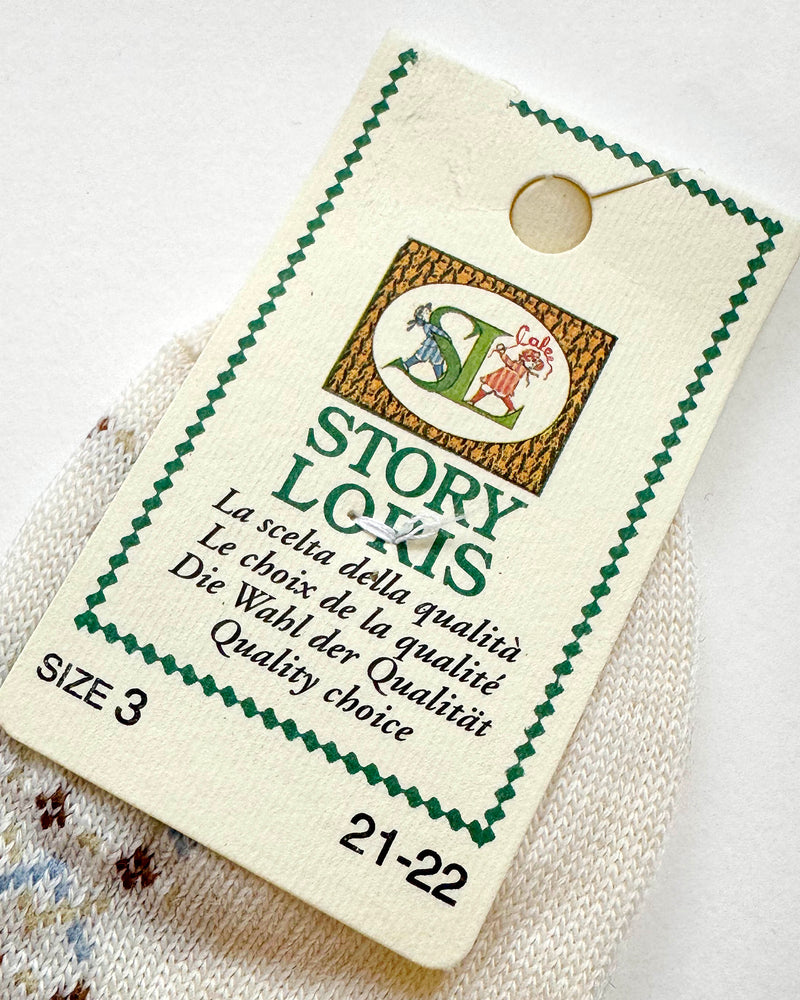 SL
STORY
LORIS
La scelta della qualità
Le choix de la qualité
Die Wahl der Qualität
Quality choice
SIZE 3
21-22